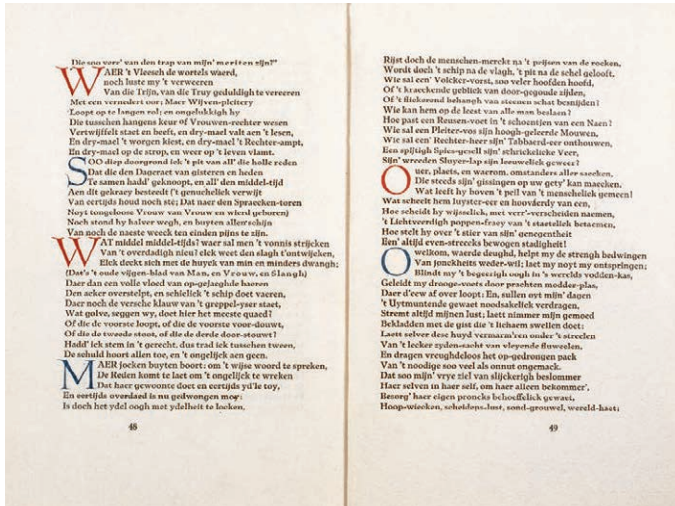 Die soo veer' van den trap van mijn' meriten sijn?"
WAER 't Vleesch de wortels waerd,
noch luste my 't verweeren
Van die Trijn, van die Truy geduldigh te vereeren
Met een vernedert oor; Maer Wijven-pleitery
Loopt op te langen rol; en ongelukkigh hy
Die tusschen hangens keur of Vrouwen-rechter wesen
Vertwijffelt staet en beeft, en dry-mael valt aen 't lesen,
En dry-mael 't worgen kiest, en dry-mael 't Rechter-ampt,
En dry-mael op de strop, en weer op 't leven vlamt.
SOO diep doorgrond ick 't pit van all' die holle reden
Dat die den Dageraet van gisteren en heden
Te samen hadd' geknoopt, en all' den middel-tijd
Aen dit gekracy besteedt ('t genuchelick verwijt
Van eertijds houd noch ste; Dat naer den Spraecken-toren
Noyt tongeloose Vrouw van Vrouw en wierd geboren)
Noch stond hy halver wegh, en buyten allenschijn
Van noch de naeste weeck ten einden pijns te zijn.
WAT middel middel-tijds? waer sal men 't vonnis strijcken
Van 't overdadigh nieu? elck weet den slagh t'ontwijcken,
Elck deckt sich met de huyck van min en minders dwangh;
(Dat's 't oude vijgen-blad van Man, en Vrouw, en Slangh)
Daer dan een volle vloed van op-gejaeghde baeren
Den acker overstelpt, en schielick 't schip doet vaeren,
Daer noch de versche klauw van 't greppel-yser staet,
Wat golve, seggen wy, doet hier het meeste quaed?
Of die de voorste loopt, of die de voorste voor-douwt,
Of die de tweede stoot, of die de derde door-stouwt?
Hadd' ick stem in 't gerecht, dus trad ick tusschen tween,
De schuld hoort allen toe, en 't ongelijck aen geen.
MAER jocken buyten boort: om 't wijse woord te spreken,
De Reden komt te laet om 't ongelijck te wreken
Dat haer gewoonte doet en eertijds yd'le toy,
En eertijds overdaed is nu gedwongen moy:
Is doch het ydel oogh met ydelheit te locken,
48
Rijst doch de menschen-merckt na 't prijsen van de rocken,
Wordt doch 't schip na de vlagh, 't pit na de schel gelooft,
Wie sal een' Volcker-vorst, soo veler hoofden hoofd,
Of 't kraeckende geblick van door-gegoude zijden,
Of 't flickerend behangh van steenen schat besnijden?
Wie kan hem op de leest van alle man beslaen?
Hoe past een Reusen-voet in 't schoentjen van een Naen?
Wie sal een' Pleiter-vos sijn hoogh-geleerde Mouwen,
Wie sal een' Rechter-heer sijn' Tabbaerd-eer onthouwen,
Een spijtigh Spies-gesell sijn' schrickelicke Veer,
Sijn' wreeden Sloyer-lap sijn leeuwelick geweer?
Ouer, plaets, en waerom, omstanders aller saecken,
Die steeds sijn' gissingen op uw gety' kan maecken,
Wat leeft hy boven 't peil van 't menschelick gemeen!
Wat scheelt hem luyster-eer en hooverdy van een,
Hoe scheidt hy wijsselick, met verr'-verscheiden naemen,
't Lichtveerdigh poppen-fraey van 't staetelick betaemen,
Hoe stelt hy over 't stier van sijn' genegentheit
Een' altijd even-streecks bewogen stadigheit!
O welkom, waerde deughd, helpt my de strengh bedwingen
Van jonckheits weder-wil; laet my noyt my ontspringen;
Blindt my 't begeerigh oogh in 's werelds vodden-kas,
Geleidt my drooge-voets door prachten modder-plas,
Daer d'een af over loopt: En, sullen oyt mijn' dagen
't Uytmuntende gewaet noodsakelick verdragen,
Stremt altijd mijnen lust; laett nimmer mijn gemoed
Bekladden met de gist die 't lichaem swellen doet:
Laett selver dese huyd vermarm'ren onder 't streelen
Van 't lecker zyden-sacht van vleyende fluweelen,
En dragen vreughdeloos het op-gedrongen pack
Van 't noodige soo veel als onnut ongemack.
Dat soo mijn' vrye ziel van slijckerigh beslommer
Haer selven in haer self, om haer alleen bekommer',
Besorg' haer eigen proncks behoeffelick gewaet,
Hoop-wiecken, scheidens-lust, sond-grouwel, wereld-haet;
49